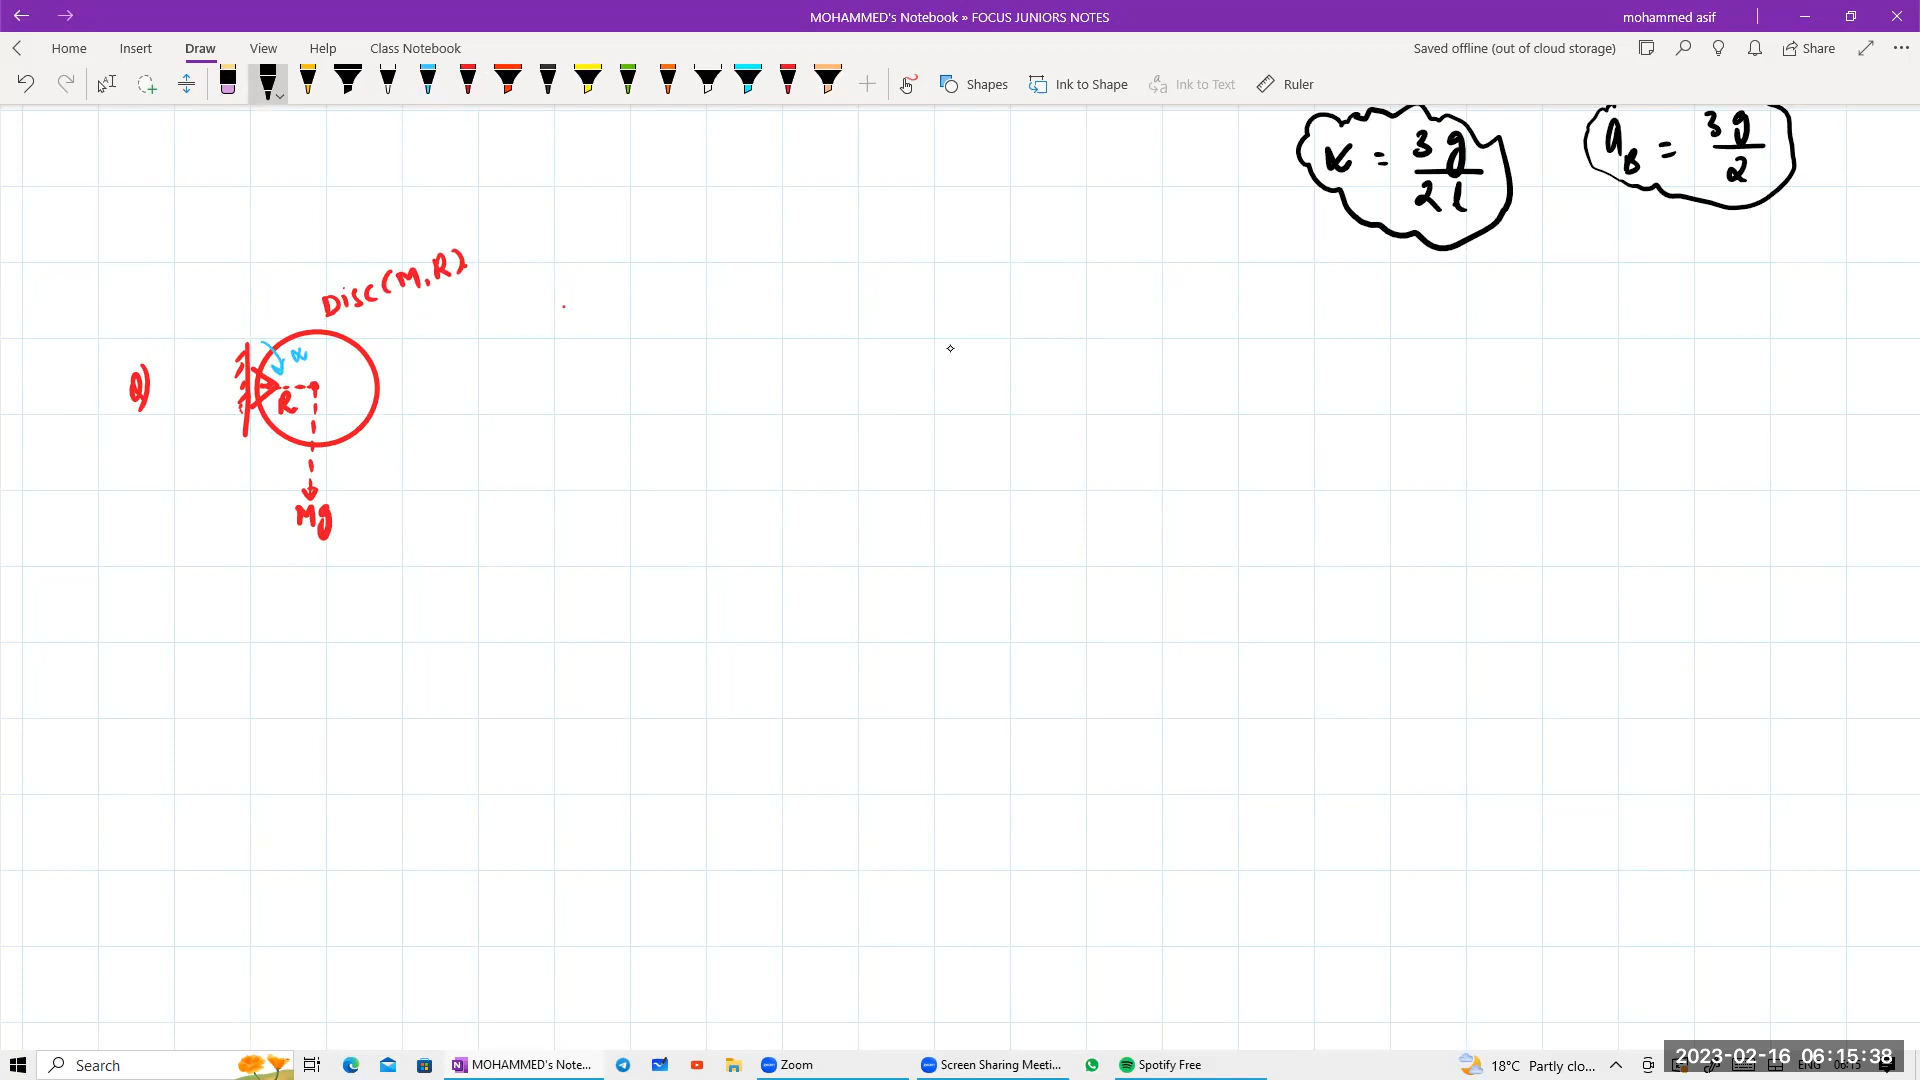 MOHAMMED's Notebook » FOCUS JUNIORS NOTES
mohammed asif
Home Insert Draw View Help Class Notebook
Saved offline (out of cloud storage)
Share
Shapes Ink to Shape Ink to Text Ruler
α = 3g / 2l
a_B = 3g / 2
Disc (M, R)
α
Q)
R
Mg
Search
MOHAMMED's Note...
Zoom
Screen Sharing Meeti...
Spotify Free
18°C Partly clo...
ENG
2023-02-16 06:15:38